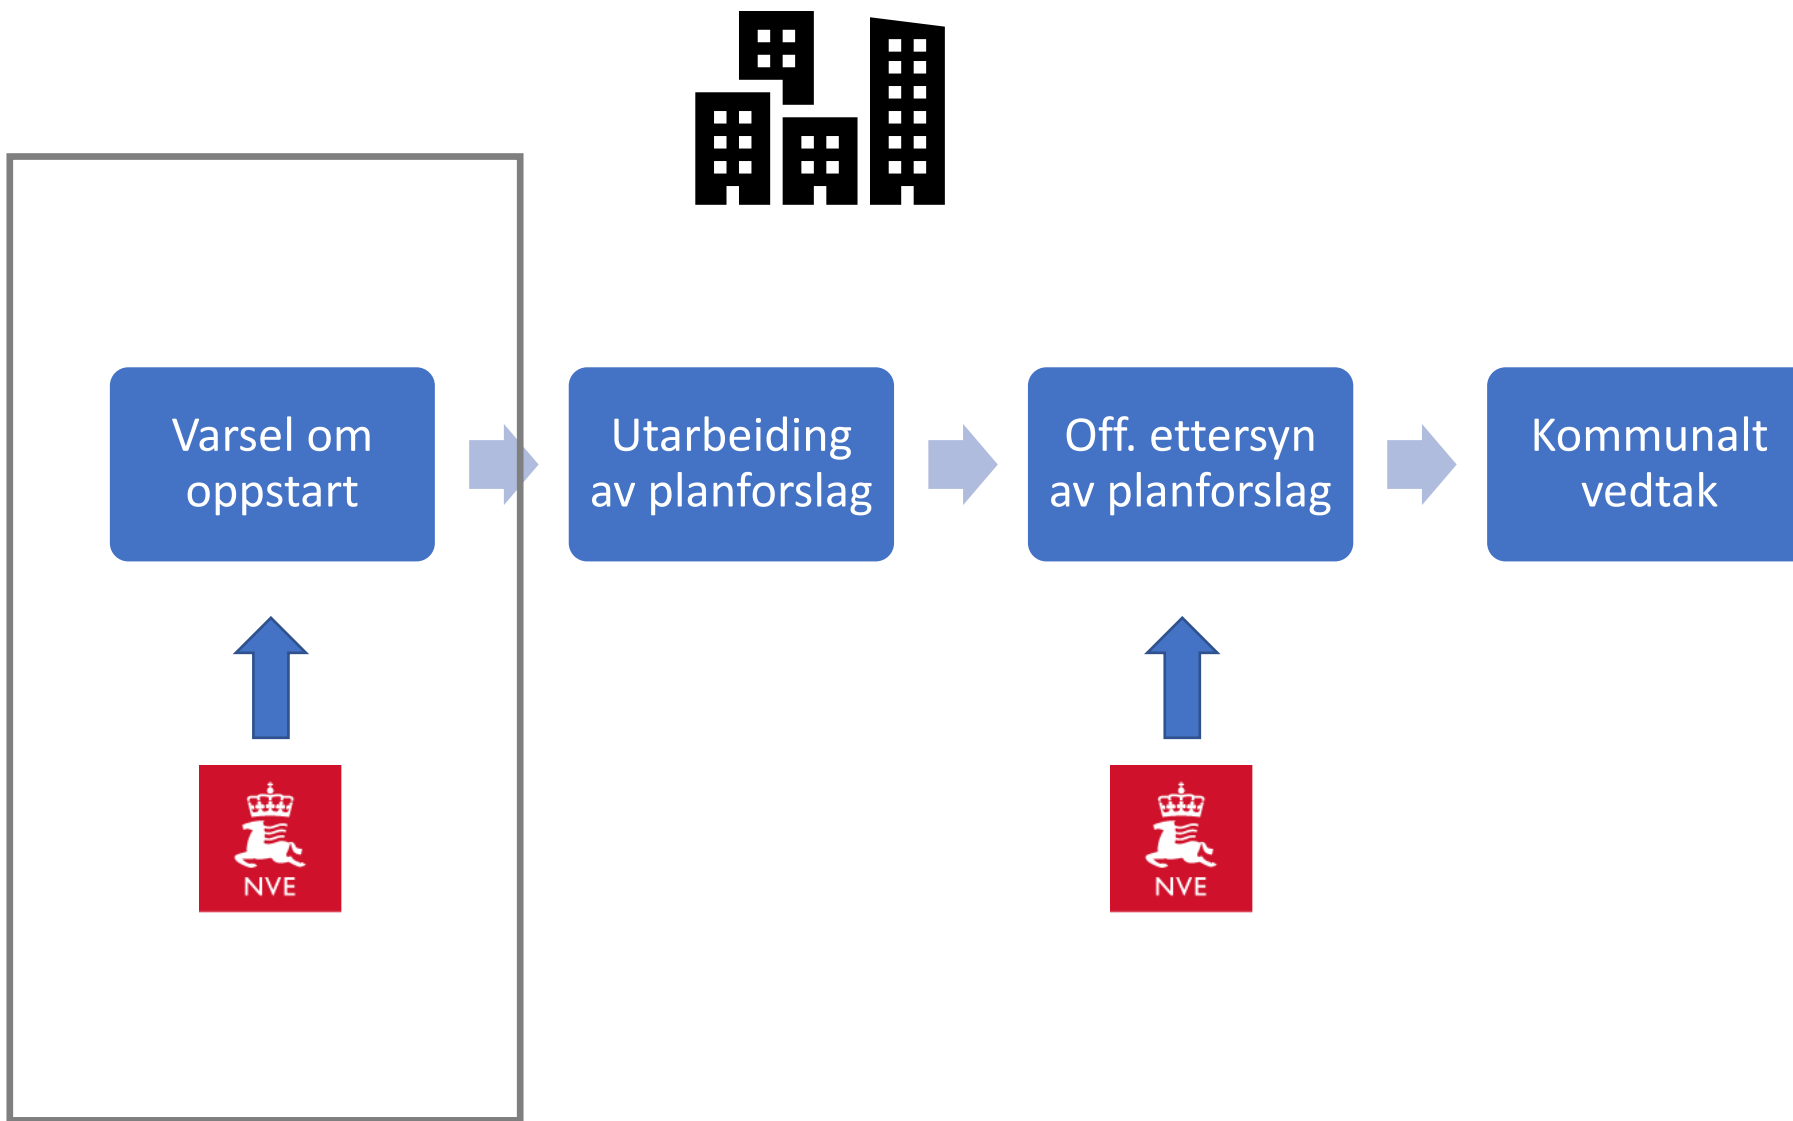 Varsel om
oppstart
Utarbeiding
av planforslag
Off. ettersyn
av planforslag
Kommunalt
vedtak
NVE
NVE